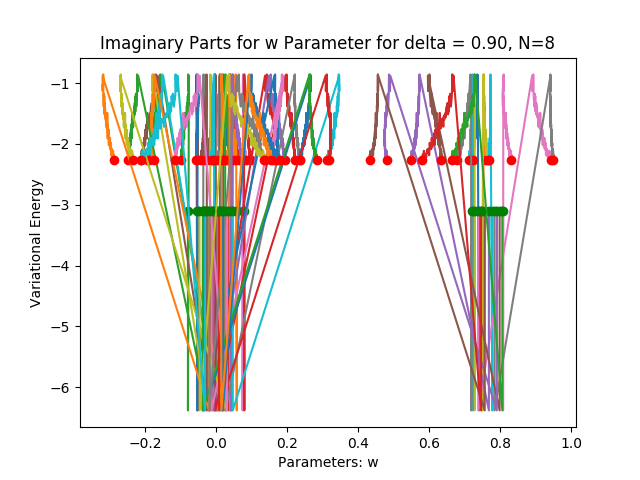 Imaginary Parts for w Parameter for delta = 0.90, N=8
−1
−2
−3
−4
−5
−6
Variational Energy
−0.2 0.0 0.2 0.4 0.6 0.8 1.0
Parameters: w